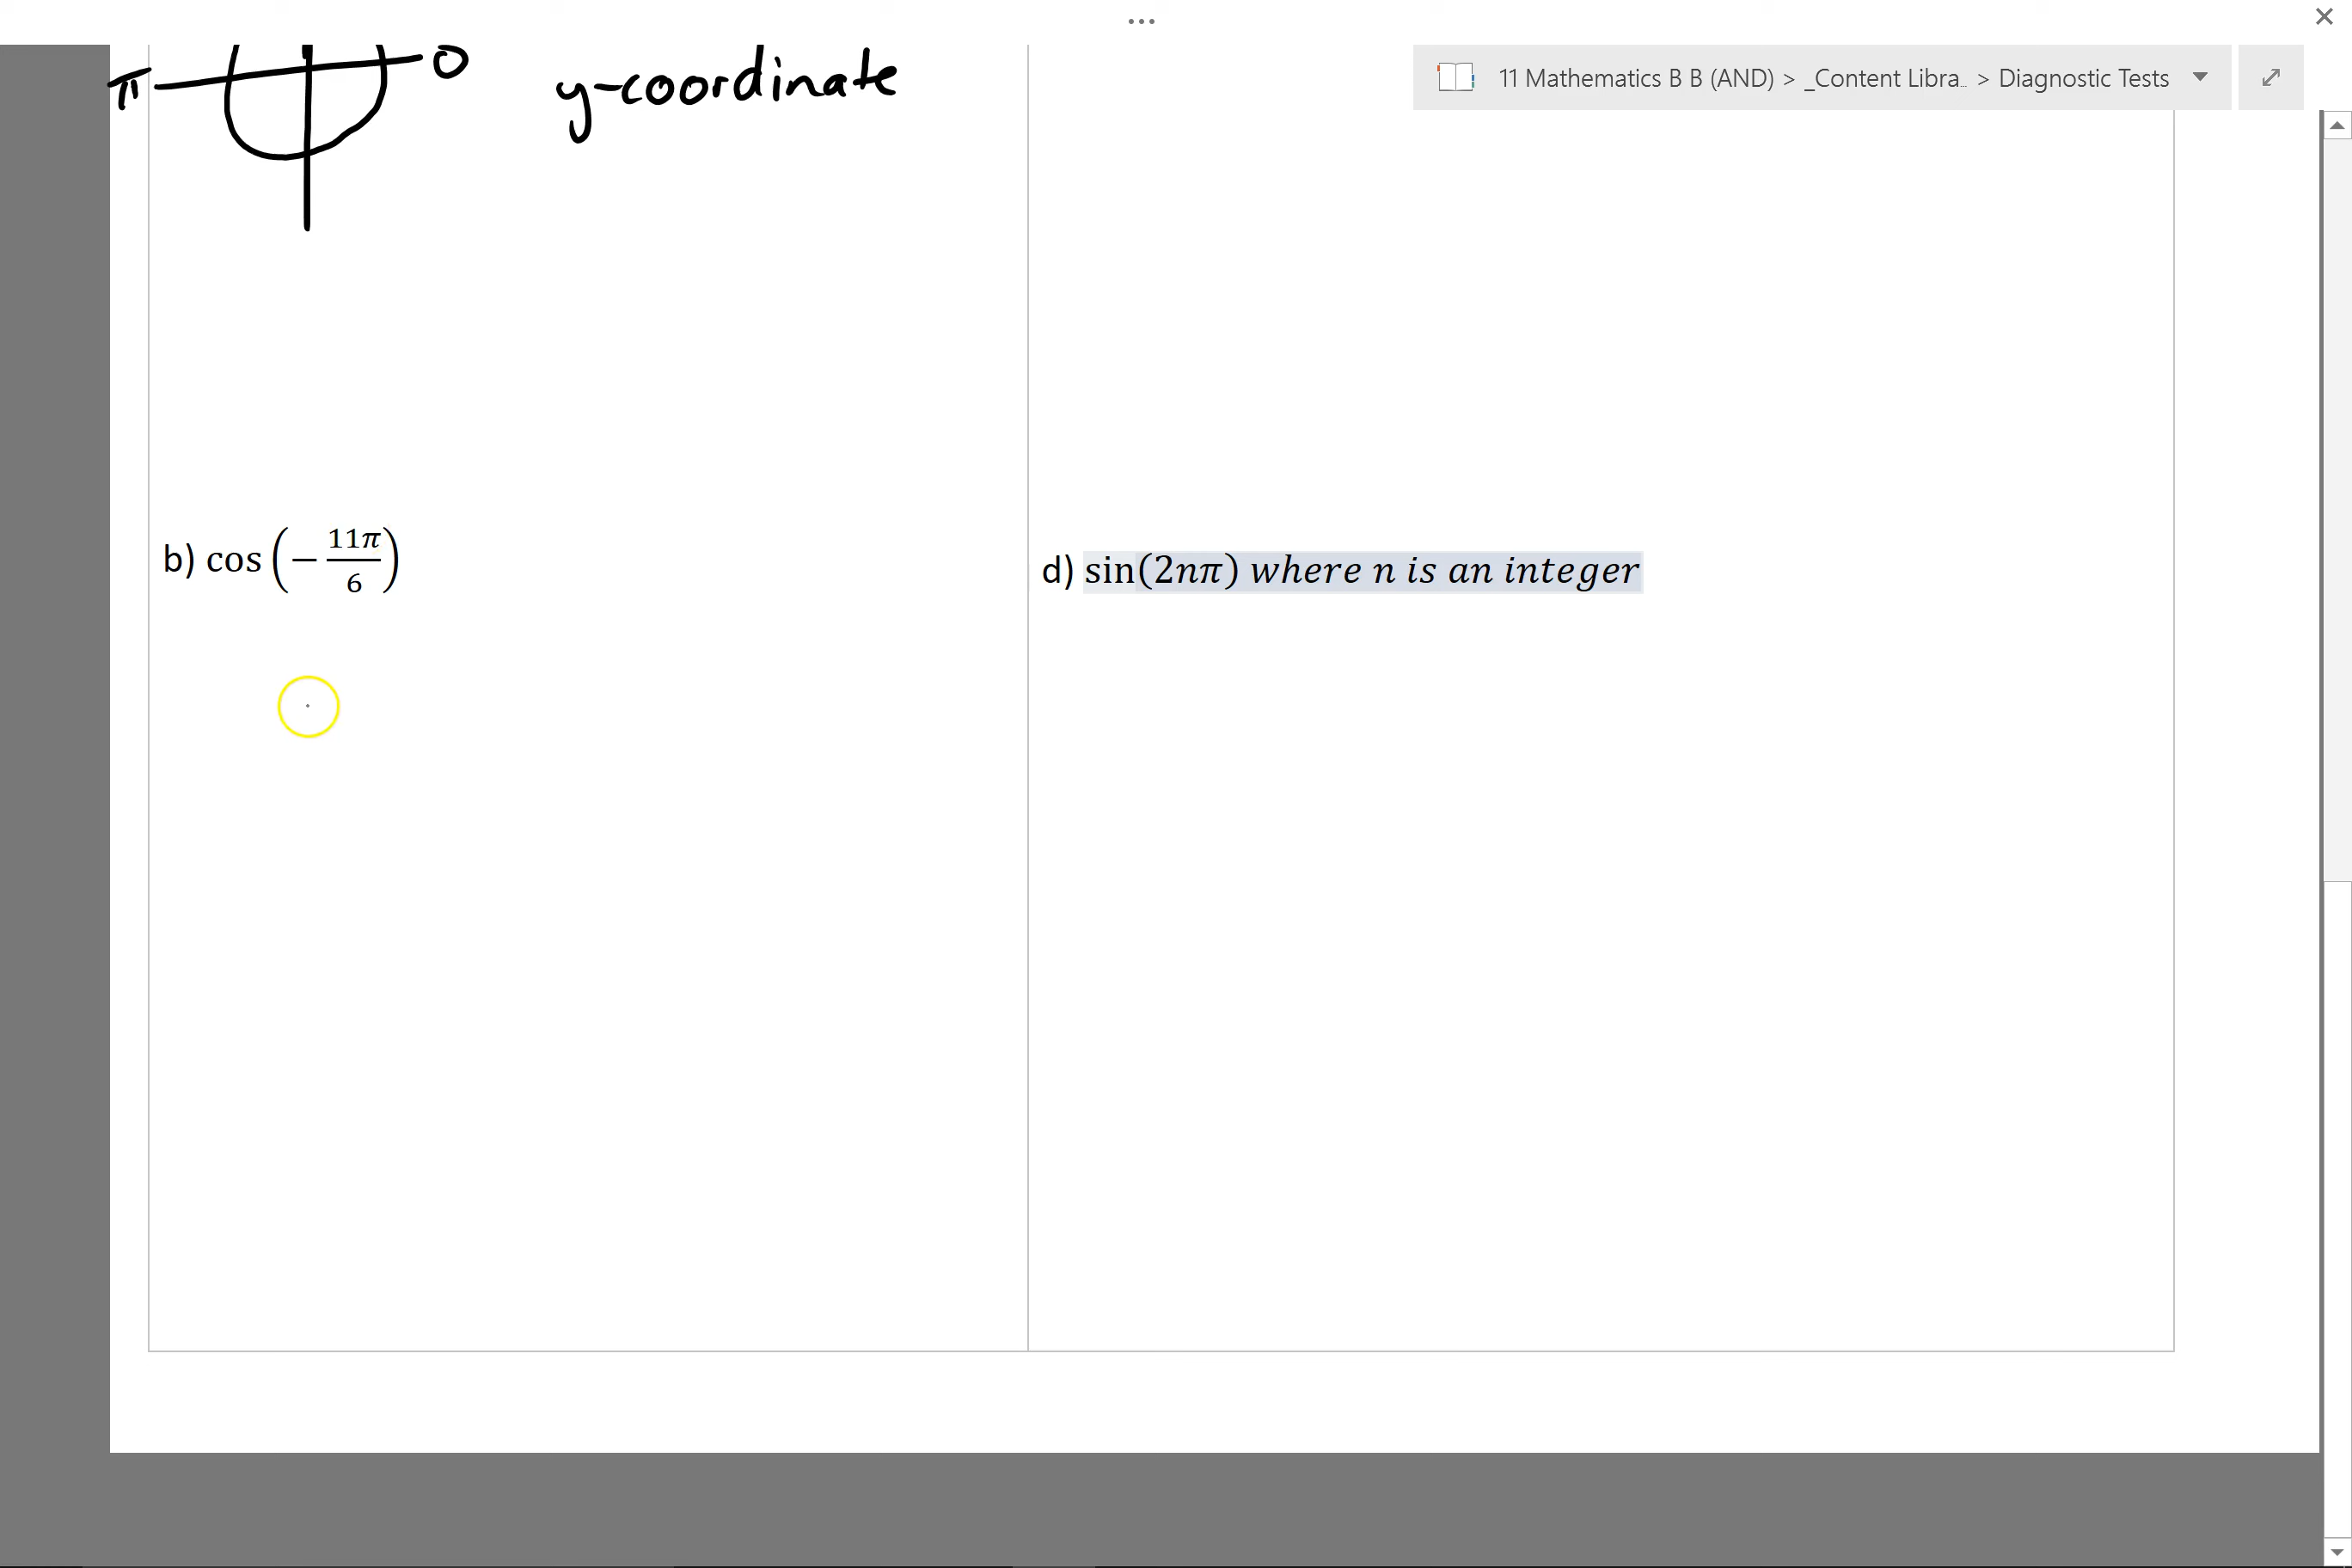 11 Mathematics B B (AND) > _Content Libra... > Diagnostic Tests
π
0
y-coordinate
b) cos (− 11π/6)
d) sin(2nπ) where n is an integer